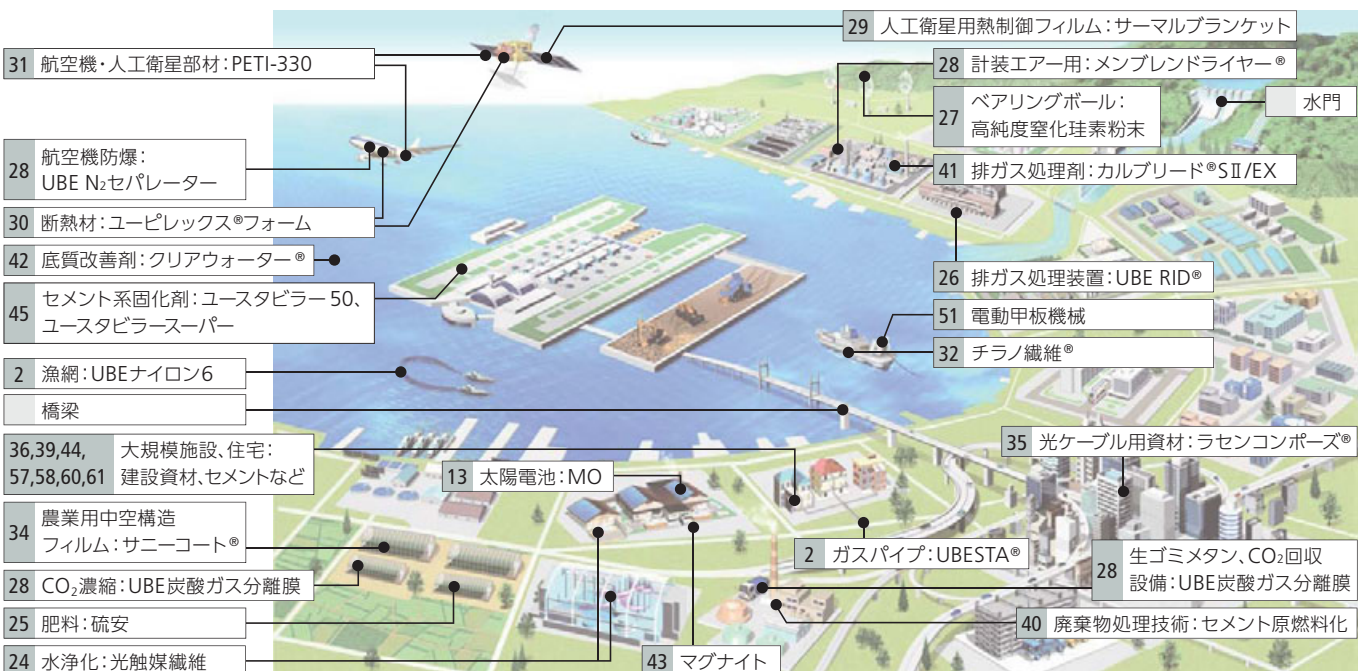 29 人工衛星用熱制御フィルム：サーマルブランケット
31 航空機・人工衛星部材：PETI-330
28 計装エアー用：メンブレンドライヤー®
27 ベアリングボール：
高純度窒化珪素粉末
水門
28 航空機防爆：
UBE N₂セパレーター
41 排ガス処理剤：カルブリード®SII/EX
30 断熱材：ユーピレックス®フォーム
42 底質改善剤：クリアウォーター®
26 排ガス処理装置：UBE RID®
45 セメント系固化剤：ユースタビラー50、
ユースタビラースーパー
51 電動甲板機械
32 チラノ繊維®
2 漁網：UBEナイロン6
橋梁
36,39,44, 大規模施設、住宅：
57,58,60,61 建設資材、セメントなど
13 太陽電池：MO
35 光ケーブル用資材：ラセンコンポーズ®
34 農業用中空構造
フィルム：サニーコート®
2 ガスパイプ：UBESTA®
28 生ゴミメタン、CO₂回収
設備：UBE炭酸ガス分離膜
28 CO₂濃縮：UBE炭酸ガス分離膜
25 肥料：硫安
40 廃棄物処理技術：セメント原燃料化
24 水浄化：光触媒繊維
43 マグナイト